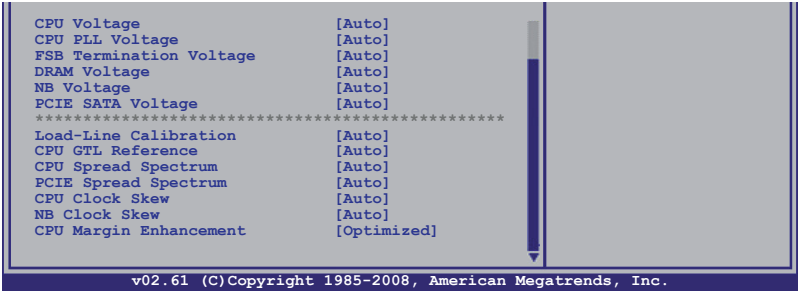 CPU Voltage [Auto]
CPU PLL Voltage [Auto]
FSB Termination Voltage [Auto]
DRAM Voltage [Auto]
NB Voltage [Auto]
PCIE SATA Voltage [Auto]
*************************************************
Load-Line Calibration [Auto]
CPU GTL Reference [Auto]
CPU Spread Spectrum [Auto]
PCIE Spread Spectrum [Auto]
CPU Clock Skew [Auto]
NB Clock Skew [Auto]
CPU Margin Enhancement [Optimized]
v02.61 (C)Copyright 1985-2008, American Megatrends, Inc.